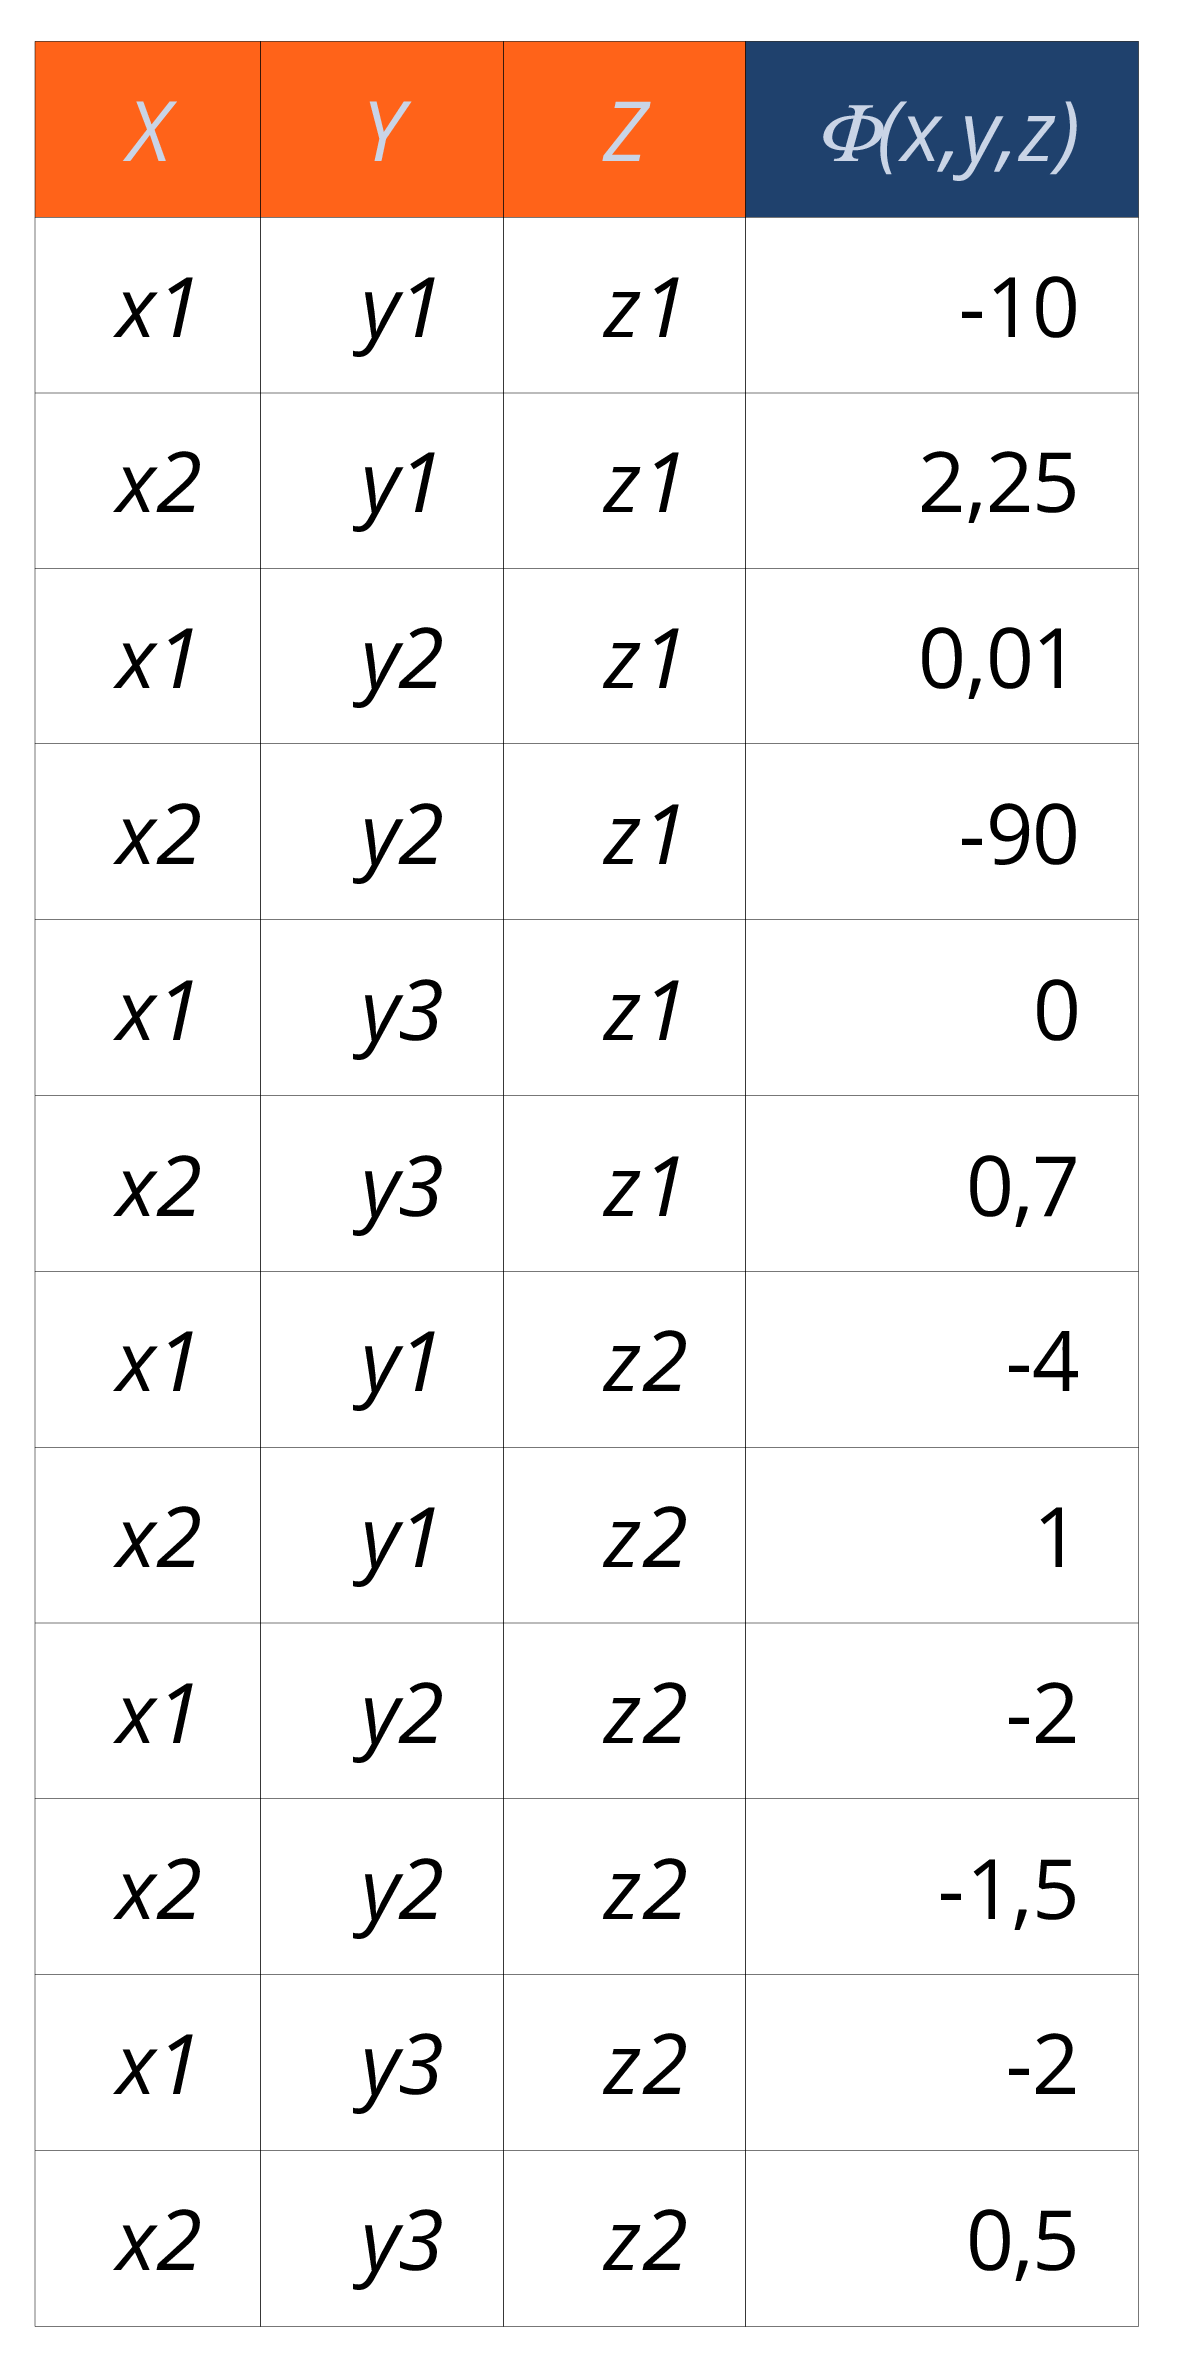 X Y Z Φ(x,y,z)
x1 y1 z1 -10
x2 y1 z1 2,25
x1 y2 z1 0,01
x2 y2 z1 -90
x1 y3 z1 0
x2 y3 z1 0,7
x1 y1 z2 -4
x2 y1 z2 1
x1 y2 z2 -2
x2 y2 z2 -1,5
x1 y3 z2 -2
x2 y3 z2 0,5